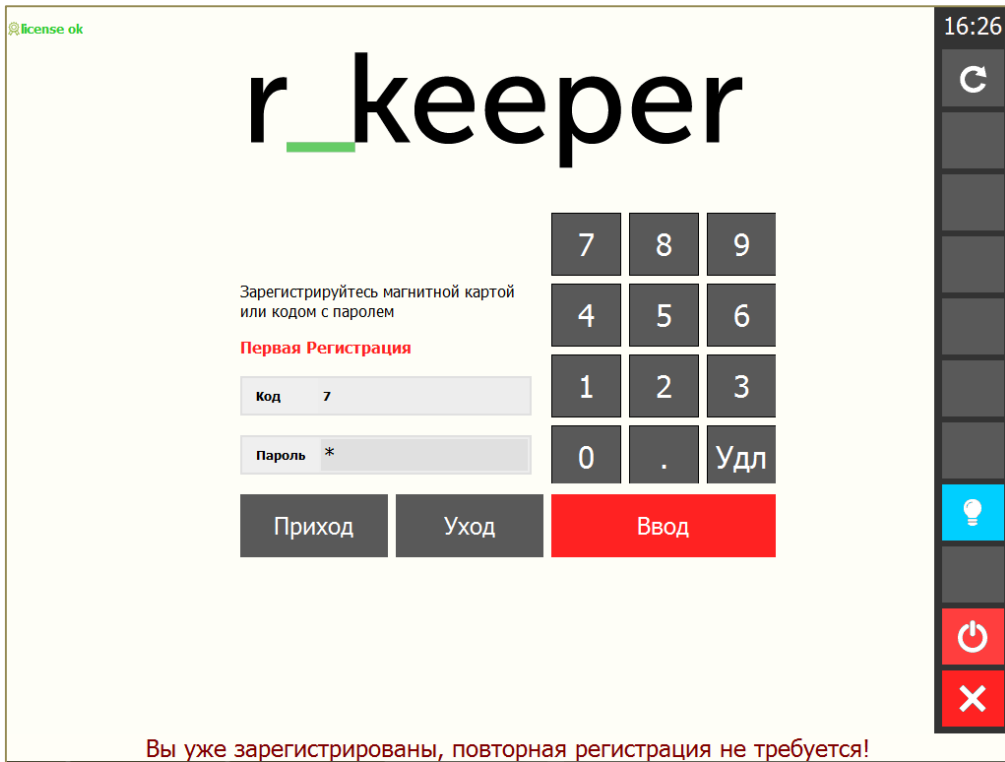 license ok
16:26
r_keeper
7 8 9
Зарегистрируйтесь магнитной картой
или кодом с паролем
4 5 6
Первая Регистрация
1 2 3
Код 7
Пароль *
0 . Удл
Приход Уход Ввод
Вы уже зарегистрированы, повторная регистрация не требуется!